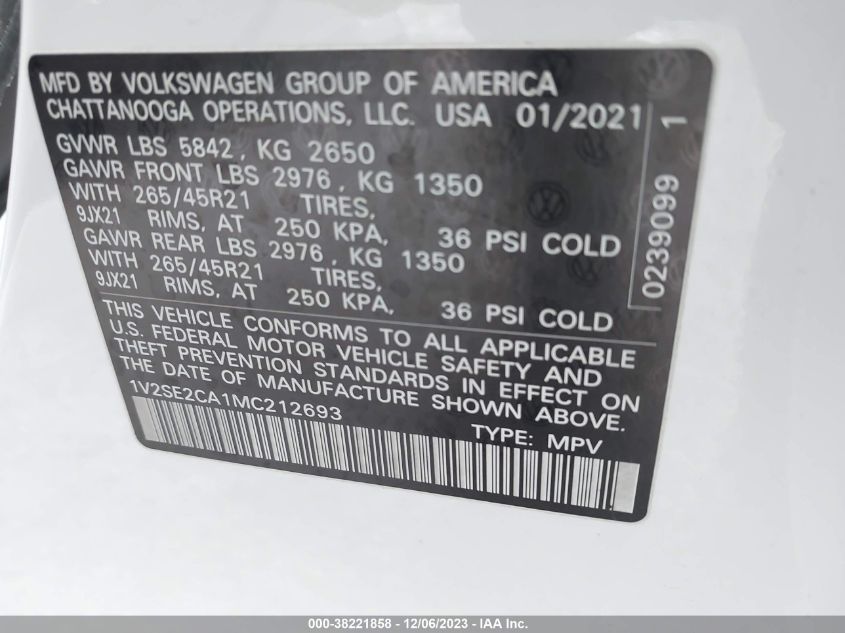 MFD BY VOLKSWAGEN GROUP OF AMERICA
CHATTANOOGA OPERATIONS, LLC. USA 01/2021
GVWR LBS 5842, KG 2650
GAWR FRONT LBS 2976, KG 1350
WITH 265/45R21 TIRES,
9JX21 RIMS, AT 250 KPA, 36 PSI COLD
GAWR REAR LBS 2976, KG 1350
WITH 265/45R21 TIRES,
9JX21 RIMS, AT 250 KPA, 36 PSI COLD
THIS VEHICLE CONFORMS TO ALL APPLICABLE
U.S. FEDERAL MOTOR VEHICLE SAFETY AND
THEFT PREVENTION STANDARDS IN EFFECT ON
THE DATE OF MANUFACTURE SHOWN ABOVE.
1V2SE2CA1MC212693
TYPE: MPV
0239099 1
000-38221858 - 12/06/2023 - IAA Inc.